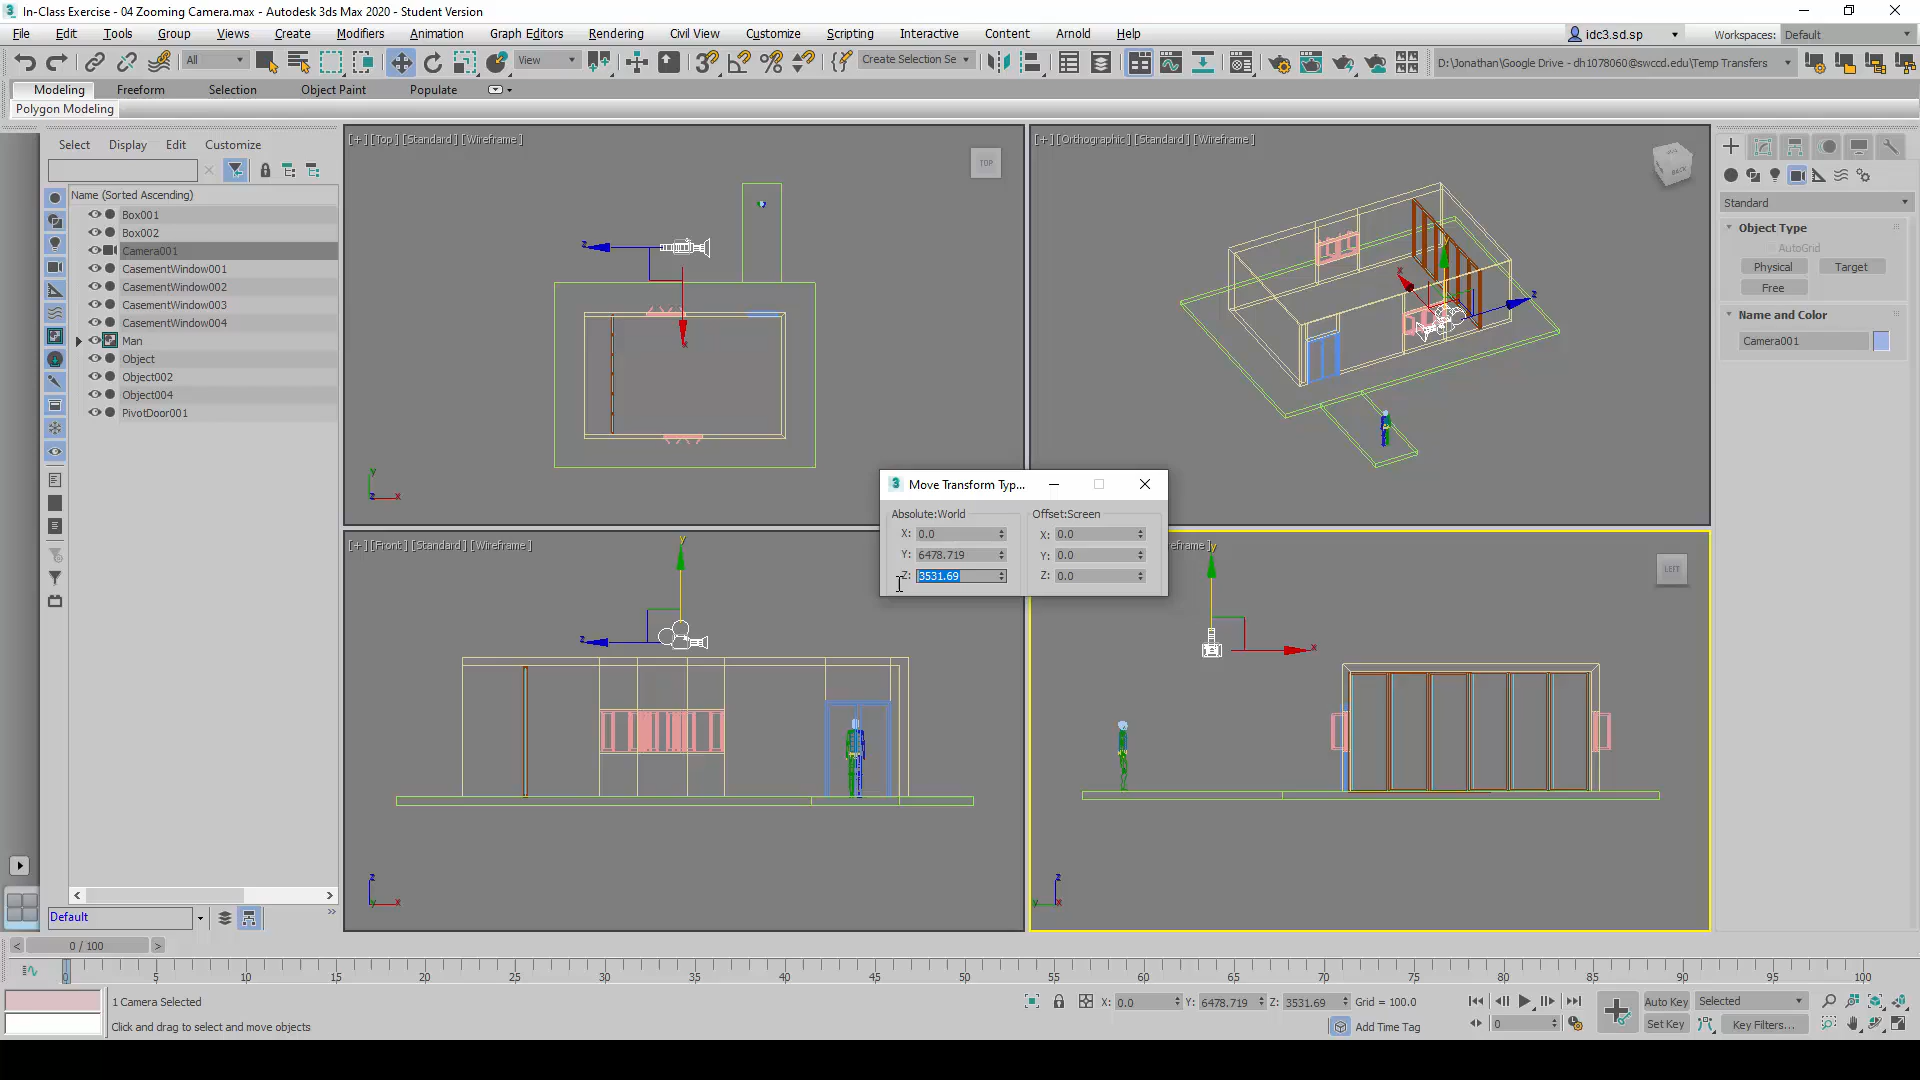 In-Class Exercise - 04 Zooming Camera.max - Autodesk 3ds Max 2020 - Student Version
File Edit Tools Group Views Create Modifiers Animation Graph Editors Rendering Civil View Customize Scripting Interactive Content Arnold Help
idc3.sd.sp Workspaces: Default
All View Create Selection Se D:\Jonathan\Google Drive - dh1078060@swccd.edu\Temp Transfers
Modeling Freeform Selection Object Paint Populate
Polygon Modeling
Select Display Edit Customize
Name (Sorted Ascending)
Box001
Box002
Camera001
CasementWindow001
CasementWindow002
CasementWindow003
CasementWindow004
Man
Object
Object002
Object004
PivotDoor001
Default
[+] [Top] [Standard] [Wireframe]
TOP
z
x
y
z x
[+] [Orthographic] [Standard] [Wireframe]
BACK
x
y
z
[+] [Front] [Standard] [Wireframe]
y
z
z
y x
Move Transform Typ...
Absolute:World
X: 0.0
Y: 6478.719
Z: 3531.69
Offset:Screen
X: 0.0
Y: 0.0
Z: 0.0
eframe]
y
LEFT
x
z
y x
Standard
Object Type
AutoGrid
Physical Target
Free
Name and Color
Camera001
0 / 100
0 5 10 15 20 25 30 35 40 45 50 55 60 65 70 75 80 85 90 95 100
1 Camera Selected
Click and drag to select and move objects
X: 0.0 Y: 6478.719 Z: 3531.69 Grid = 100.0
Add Time Tag
0
Auto Key Selected
Set Key Key Filters...